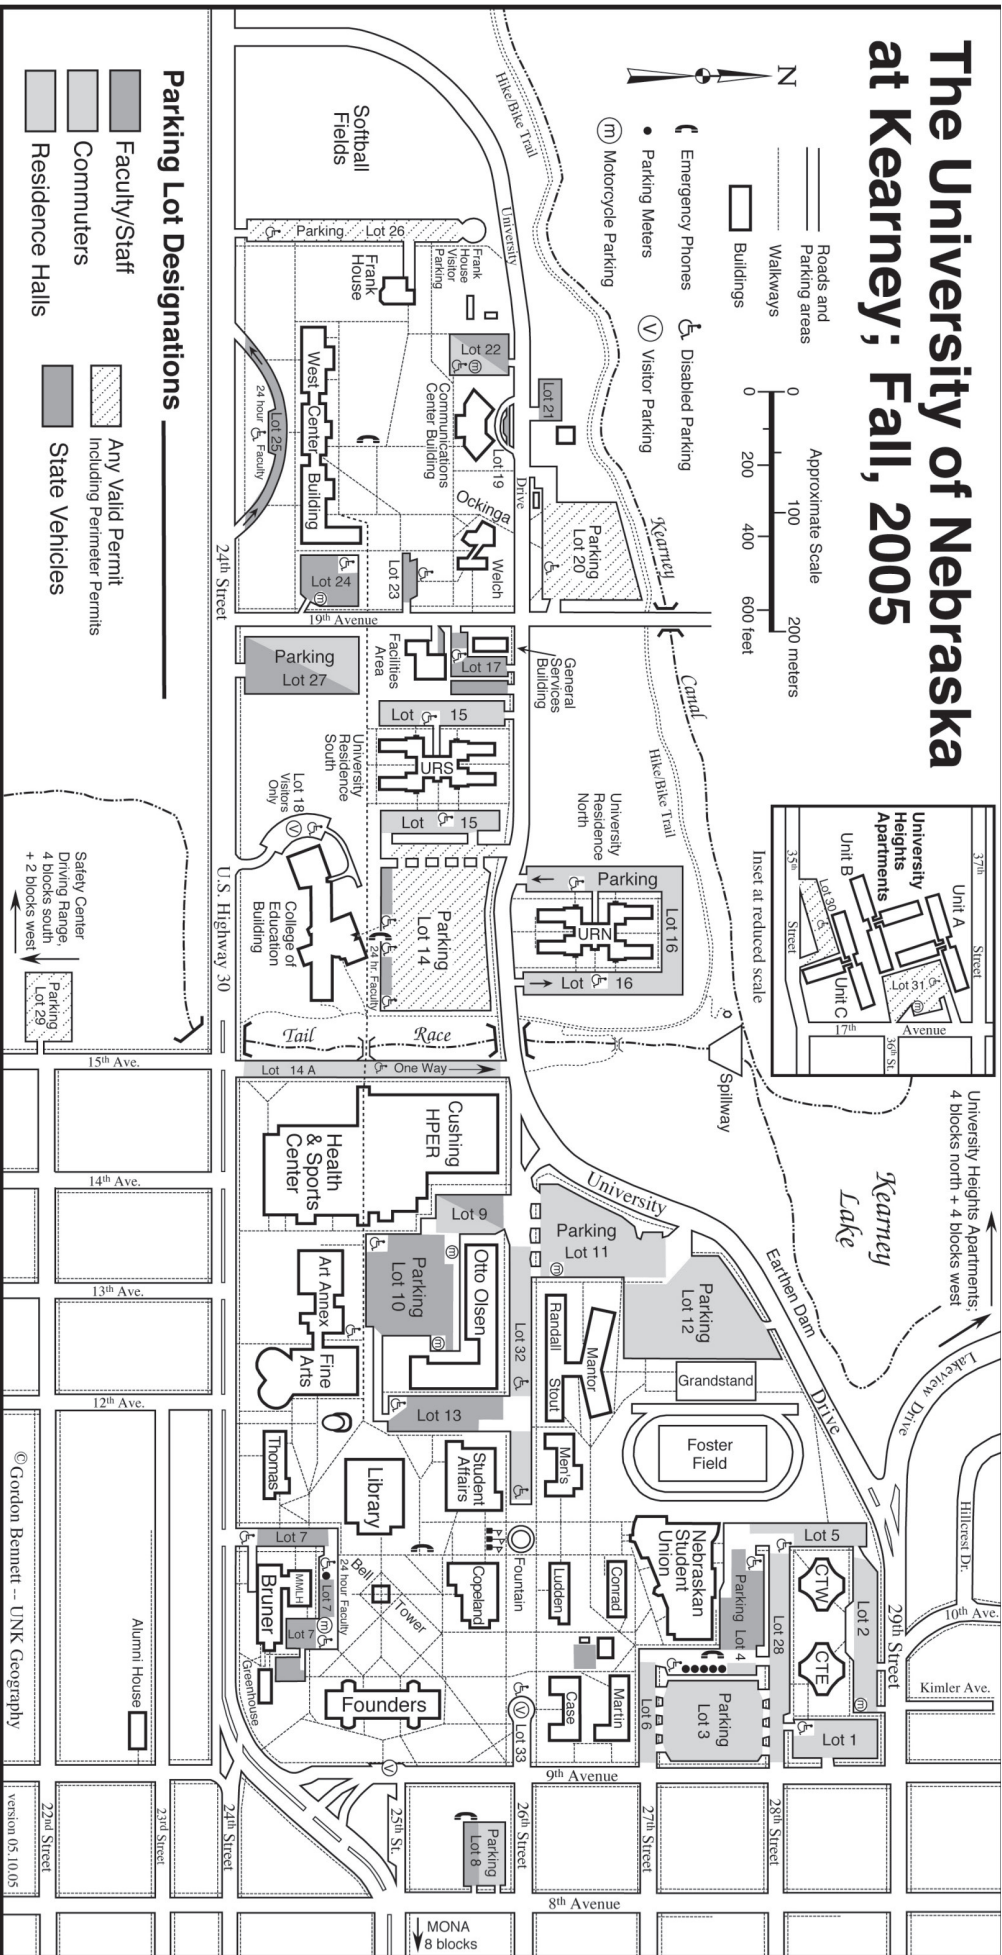 The University of Nebraska
at Kearney; Fall, 2005
N
Roads and
Parking areas
Walkways
Buildings
Emergency Phones
Disabled Parking
Parking Meters
Visitor Parking
m Motorcycle Parking
V
Approximate Scale
0 100 200 meters
0 200 400 600 feet
37th Street
Unit A
University
Heights
Apartments
Unit B
Lot 31
m
Lot 30
Unit C
35th Street
17th Avenue
36th St.
Inset at reduced scale
University Heights Apartments;
4 blocks north + 4 blocks west
Kearney
Lake
Lakeview Drive
Hillcrest Dr.
10th Ave.
Kimler Ave.
29th Street
Earthen Dam
Spillway
Hike/Bike Trail
Kearney
Canal
Hike/Bike Trail
University
Drive
University
Drive
Softball
Fields
Parking Lot 26
Frank
House
Visitor
Parking
Frank
House
Lot 22
m
Lot 21
Lot 19
Communications
Center Building
Ockinga
Welch
Parking
Lot 20
West Center Building
Lot 25
24 hour Faculty
Lot 24
m
Lot 23
19th Avenue
24th Street
General
Services
Building
Lot 17
Facilities
Area
Parking
Lot 27
Lot 15
URS
University
Residence
South
Lot 15
University
Residence
North
Parking
Lot 16
URN
Lot 16
Lot 18
Visitors
Only
V
College of
Education
Building
Parking
Lot 14
24 hr. Faculty
U.S. Highway 30
Tail Race
Lot 14 A One Way
Cushing
HPER
Health
& Sports
Center
Lot 9
Parking
Lot 10
m
m
Otto Olsen
Parking
Lot 11
m
Parking
Lot 12
Grandstand
Foster
Field
Randall
Stout
Mantor
Men's
Lot 32
Lot 13
Art Annex
Fine
Arts
Thomas
Library
Student
Affairs
Fountain
Copeland
Ludden
Conrad
Nebraskan
Student
Union
Lot 5
CTW
CTE
Lot 2
m
Lot 28
Parking Lot 4
Lot 1
Parking
Lot 3
Lot 6
Martin
Case
V Lot 33
Bell Tower
Founders
V
Lot 7
24 hour Faculty
Lot 7
m
Lot 7
MMLH
Bruner
Greenhouse
Alumni House
9th Avenue
28th Street
27th Street
26th Street
25th St.
24th Street
23rd Street
22nd Street
Parking
Lot 8
8th Avenue
MONA
8 blocks
15th Ave.
14th Ave.
13th Ave.
12th Ave.
Safety Center
Driving Range,
4 blocks south
+ 2 blocks west
Parking
Lot 29
Parking Lot Designations
Faculty/Staff
Commuters
Residence Halls
Any Valid Permit
Including Perimeter Permits
State Vehicles
© Gordon Bennett -- UNK Geography
version 05.10.05